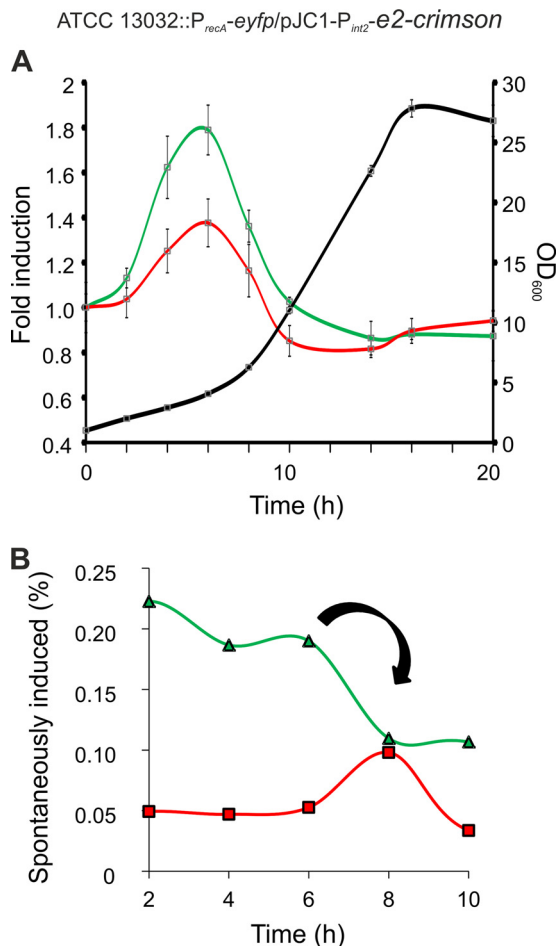 ATCC 13032::PrecA-eyfp/pJC1-Pint2-e2-crimson
A
2
1.8
1.6
1.4
1.2
1.0
0.8
0.6
0.4
Fold induction
30
25
20
15
10
5
0
OD600
0 10 20
Time (h)
B
0.25
0.20
0.15
0.10
0.05
0
Spontaneously induced (%)
2 4 6 8 10
Time (h)